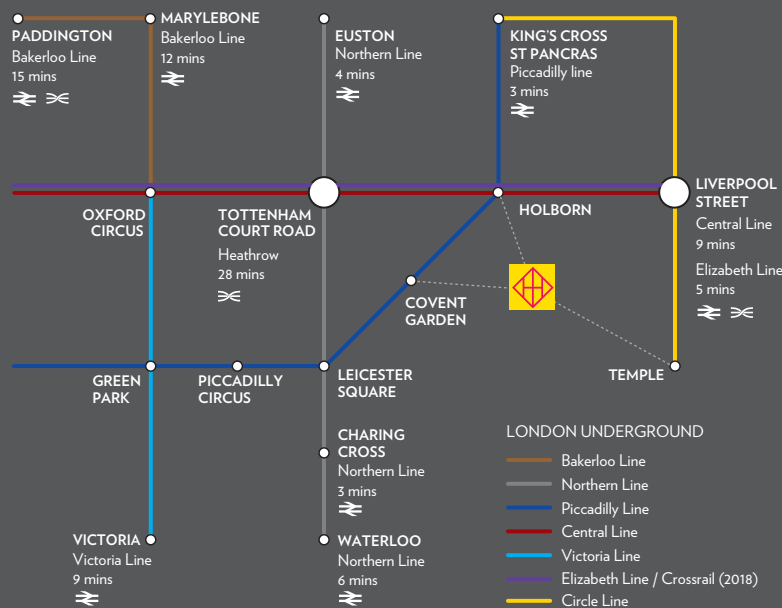 PADDINGTON
Bakerloo Line
15 mins
MARYLEBONE
Bakerloo Line
12 mins
EUSTON
Northern Line
4 mins
KING'S CROSS
ST PANCRAS
Piccadilly line
3 mins
OXFORD
CIRCUS
TOTTENHAM
COURT ROAD
Heathrow
28 mins
HOLBORN
LIVERPOOL
STREET
Central Line
9 mins
Elizabeth Line
5 mins
COVENT
GARDEN
GREEN
PARK
PICCADILLY
CIRCUS
LEICESTER
SQUARE
TEMPLE
CHARING
CROSS
Northern Line
3 mins
VICTORIA
Victoria Line
9 mins
WATERLOO
Northern Line
6 mins
LONDON UNDERGROUND
Bakerloo Line
Northern Line
Piccadilly Line
Central Line
Victoria Line
Elizabeth Line / Crossrail (2018)
Circle Line